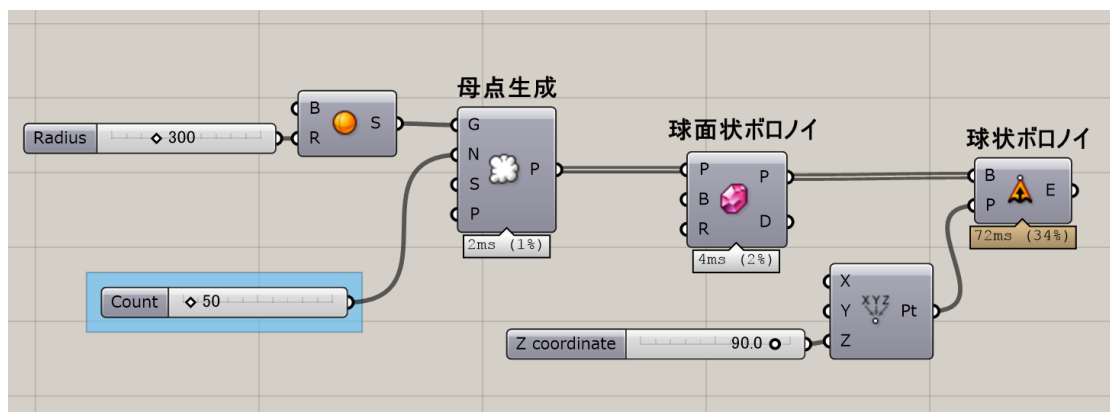 母点生成
球面状ボロノイ
球状ボロノイ
Radius 300
B
R
S
G
N
S
P
P
2ms (1%)
P
B
R
P
D
4ms (2%)
B
P
E
72ms (34%)
Count 50
X
Y
Z
XYZ
Pt
Z coordinate 90.0